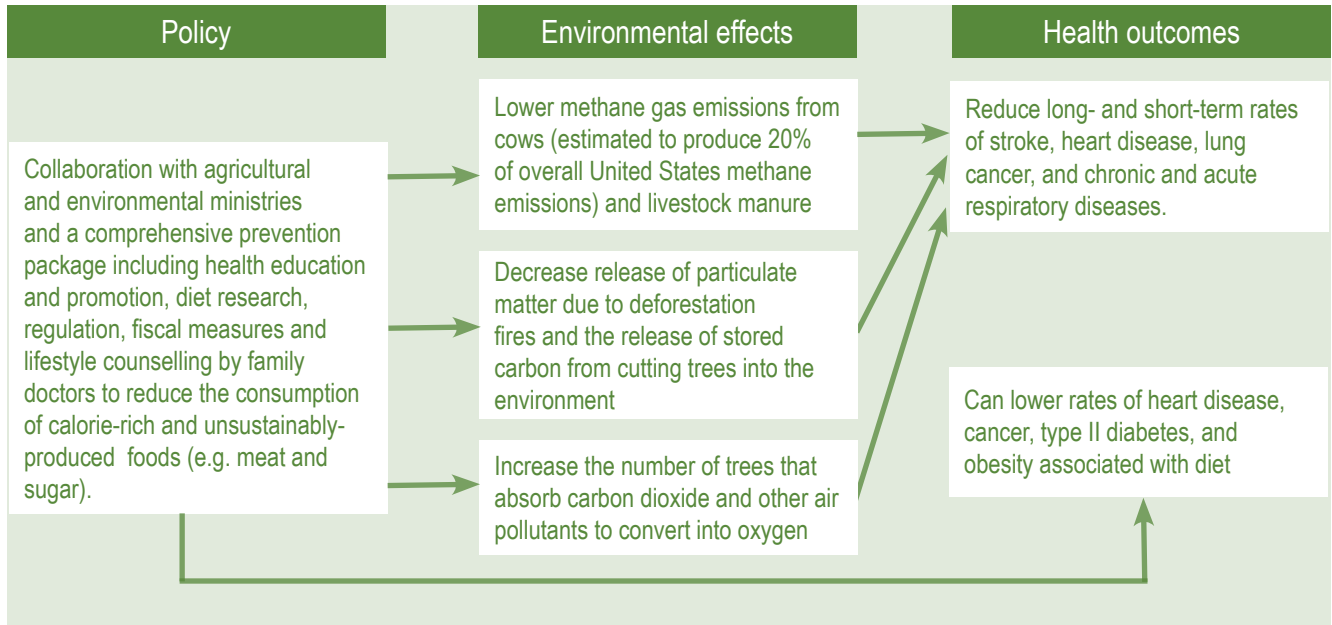 Policy
Environmental effects
Health outcomes
Collaboration with agricultural
and environmental ministries
and a comprehensive prevention
package including health education
and promotion, diet research,
regulation, fiscal measures and
lifestyle counselling by family
doctors to reduce the consumption
of calorie-rich and unsustainably-
produced foods (e.g. meat and
sugar).
Lower methane gas emissions from
cows (estimated to produce 20%
of overall United States methane
emissions) and livestock manure
Decrease release of particulate
matter due to deforestation
fires and the release of stored
carbon from cutting trees into the
environment
Increase the number of trees that
absorb carbon dioxide and other air
pollutants to convert into oxygen
Reduce long- and short-term rates
of stroke, heart disease, lung
cancer, and chronic and acute
respiratory diseases.
Can lower rates of heart disease,
cancer, type II diabetes, and
obesity associated with diet